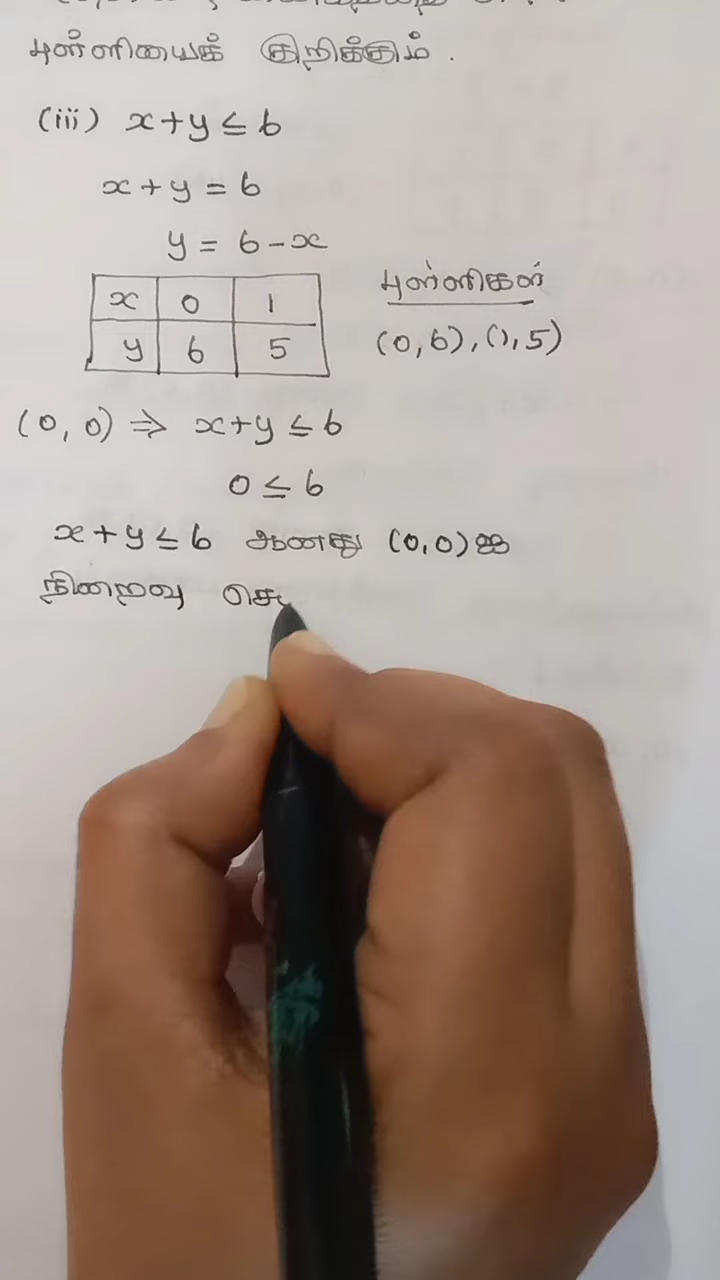 புள்ளியைக் குறிக்கும்.
(iii) x+y ≤ 6
x+y = 6
y = 6-x
x 0 1 புள்ளிகள்
y 6 5 (0,6), (1,5)
(0,0) ⇒ x+y ≤ 6
0 ≤ 6
x+y ≤ 6 ஆனது (0,0)ஐ
நிறைவு செ